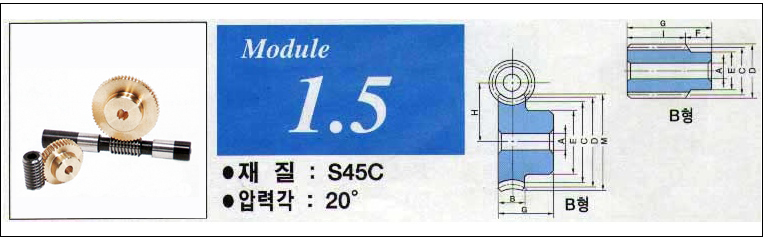 Module
1.5
●재 질 : S45C
●압력각 : 20°
G
I F
A E C D
B형
H
A E C D M
B
G
B형